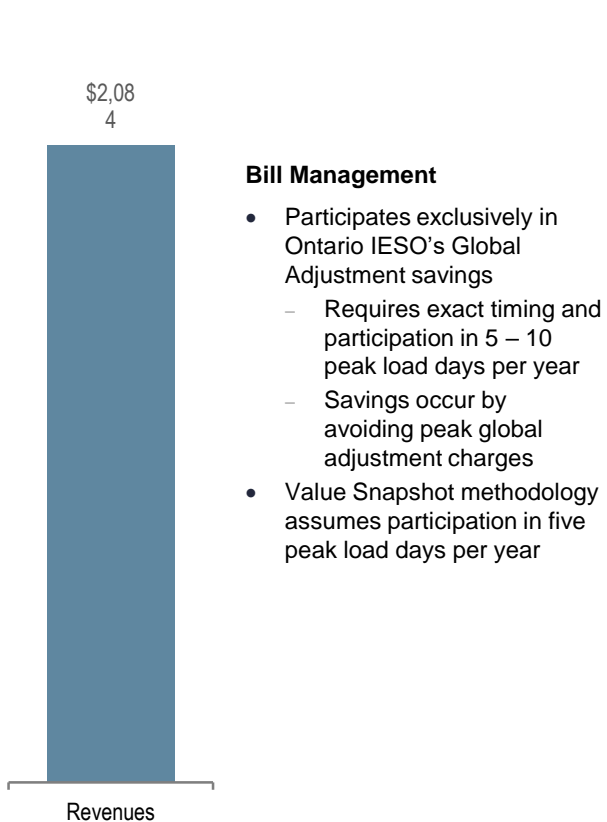 $2,08
4
Bill Management
• Participates exclusively in
Ontario IESO's Global
Adjustment savings
– Requires exact timing and
participation in 5 – 10
peak load days per year
– Savings occur by
avoiding peak global
adjustment charges
• Value Snapshot methodology
assumes participation in five
peak load days per year
Revenues